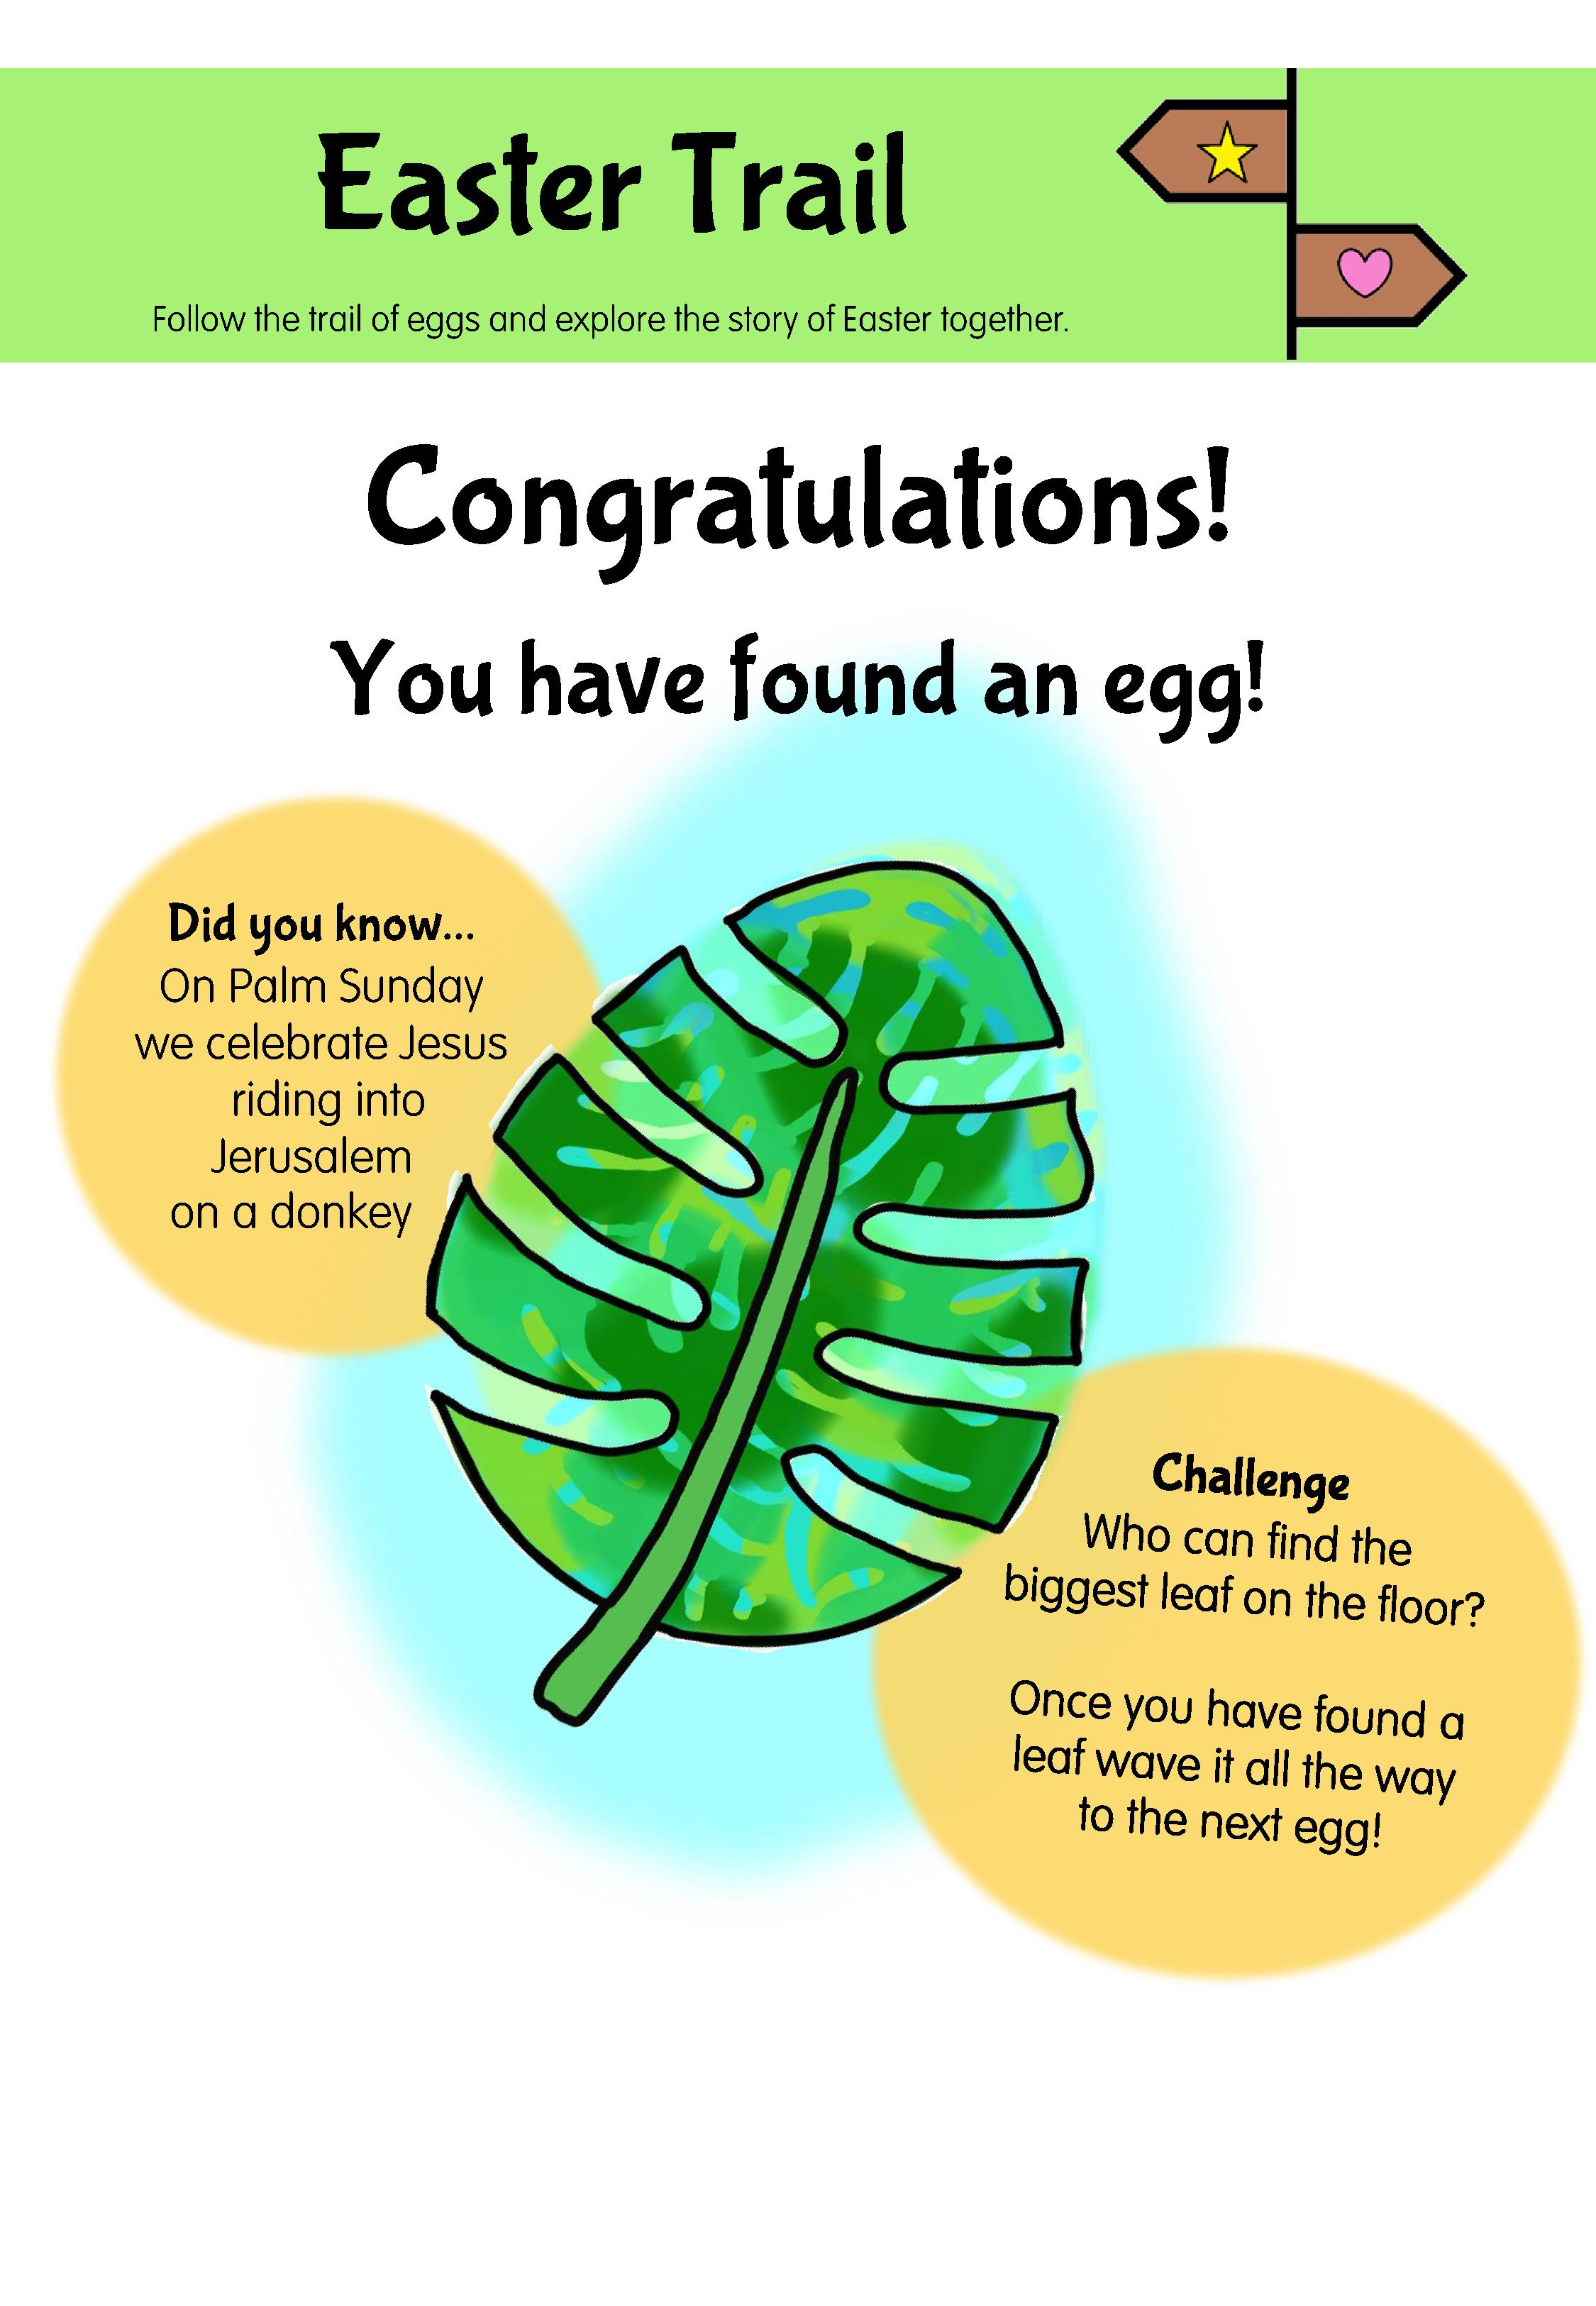 Easter Trail
Follow the trail of eggs and explore the story of Easter together.
Congratulations!
You have found an egg!
Did you know...
On Palm Sunday
we celebrate Jesus
riding into
Jerusalem
on a donkey
Challenge
Who can find the
biggest leaf on the floor?
Once you have found a
leaf wave it all the way
to the next egg!